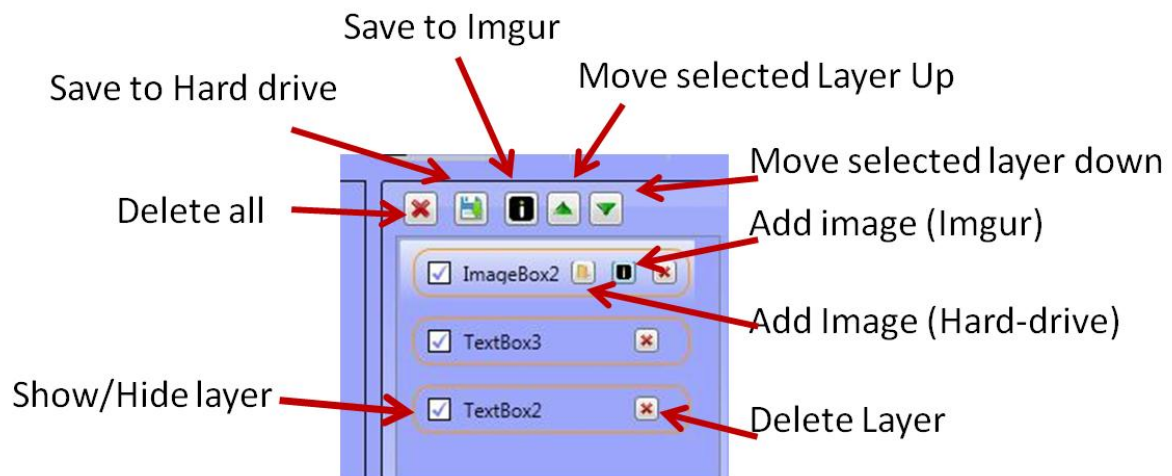 Save to Imgur
Save to Hard drive
Move selected Layer Up
Move selected layer down
Delete all
Add image (Imgur)
ImageBox2
Add Image (Hard-drive)
TextBox3
Show/Hide layer
TextBox2
Delete Layer